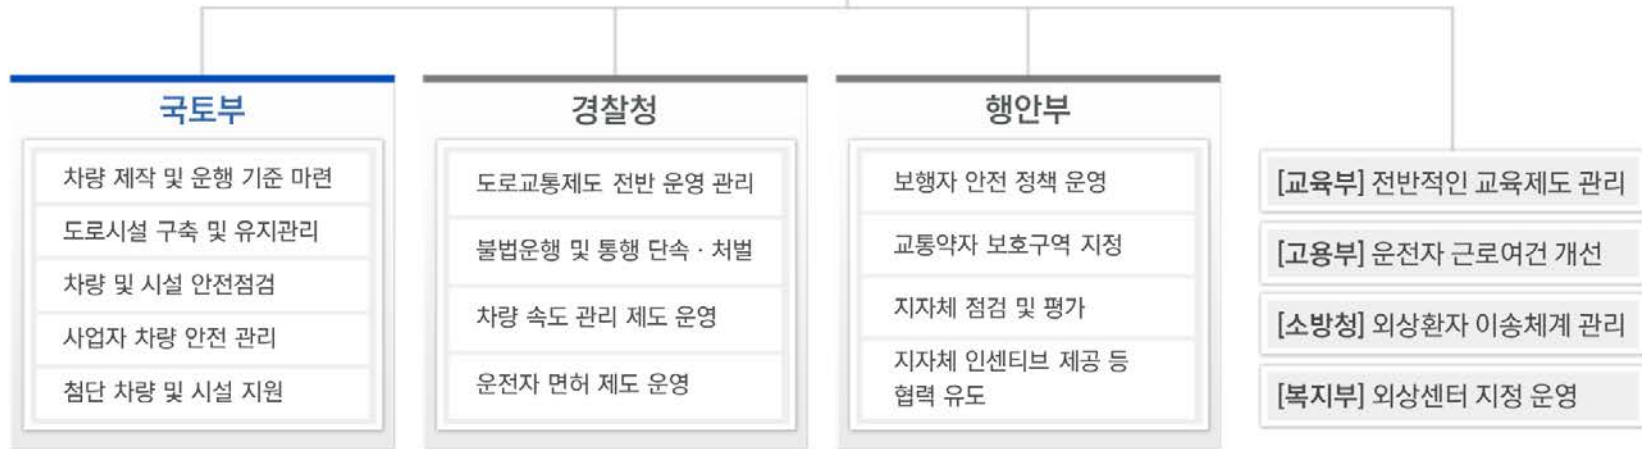 국토부
차량 제작 및 운행 기준 마련
도로시설 구축 및 유지관리
차량 및 시설 안전점검
사업자 차량 안전 관리
첨단 차량 및 시설 지원
경찰청
도로교통제도 전반 운영 관리
불법운행 및 통행 단속 · 처벌
차량 속도 관리 제도 운영
운전자 면허 제도 운영
행안부
보행자 안전 정책 운영
교통약자 보호구역 지정
지자체 점검 및 평가
지자체 인센티브 제공 등
협력 유도
[교육부] 전반적인 교육제도 관리
[고용부] 운전자 근로여건 개선
[소방청] 외상환자 이송체계 관리
[복지부] 외상센터 지정 운영